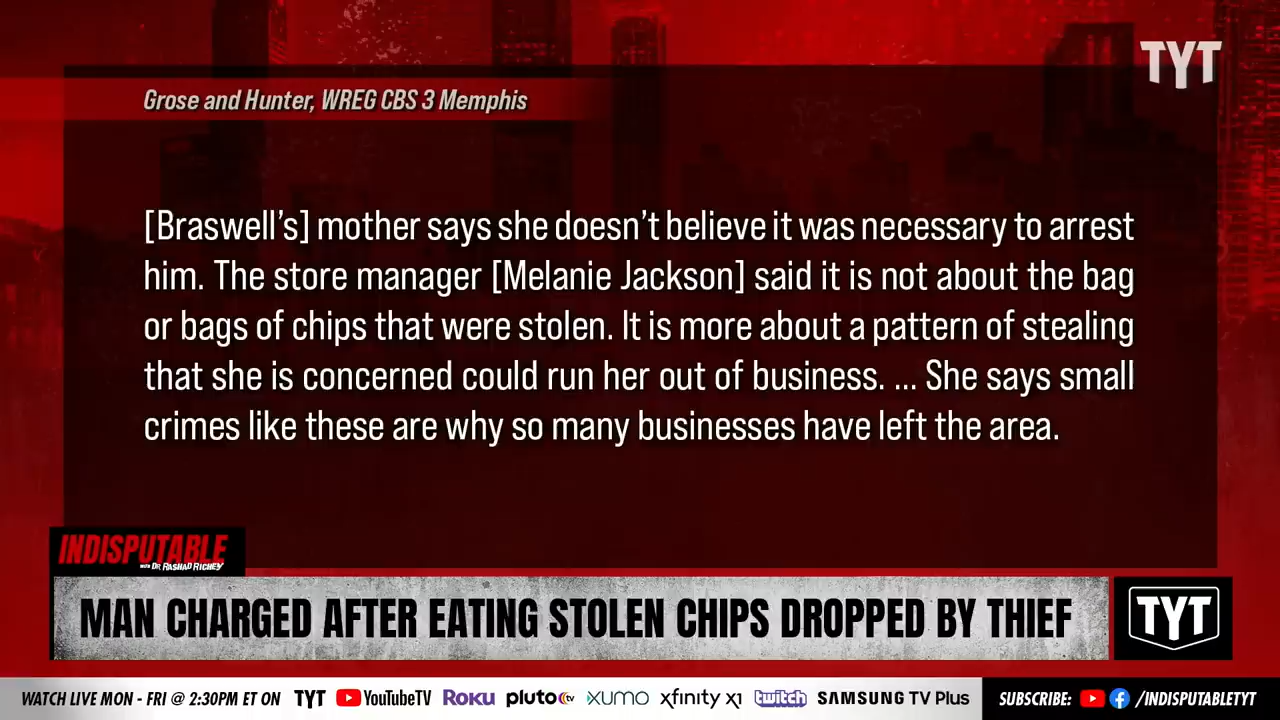 TYT
Grose and Hunter, WREG CBS 3 Memphis
[Braswell’s] mother says she doesn’t believe it was necessary to arrest
him. The store manager [Melanie Jackson] said it is not about the bag
or bags of chips that were stolen. It is more about a pattern of stealing
that she is concerned could run her out of business. ... She says small
crimes like these are why so many businesses have left the area.
INDISPUTABLE
WITH DR. RASHAD RICHEY
MAN CHARGED AFTER EATING STOLEN CHIPS DROPPED BY THIEF
TYT
WATCH LIVE MON - FRI @ 2:30PM ET ON TYT YouTubeTV ROKU pluto tv xumo xfinity x1 twitch SAMSUNG TV Plus SUBSCRIBE: /INDISPUTABLETYT